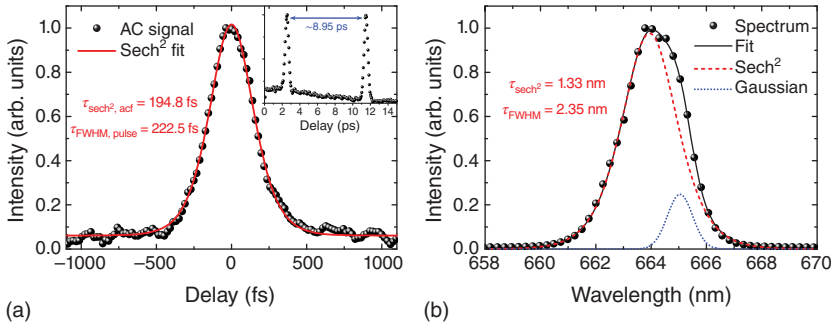 (a)
Intensity (arb. units)
1.0
0.8
0.6
0.4
0.2
0.0
−1000 −500 0 500 1000
Delay (fs)
AC signal
Sech² fit
τsech², acf = 194.8 fs
τFWHM, pulse = 222.5 fs
~8.95 ps
0 2 4 6 8 10 12 14
Delay (ps)
(b)
Intensity (arb. units)
1.0
0.8
0.6
0.4
0.2
0.0
658 660 662 664 666 668 670
Wavelength (nm)
Spectrum
Fit
Sech²
Gaussian
τsech² = 1.33 nm
τFWHM = 2.35 nm